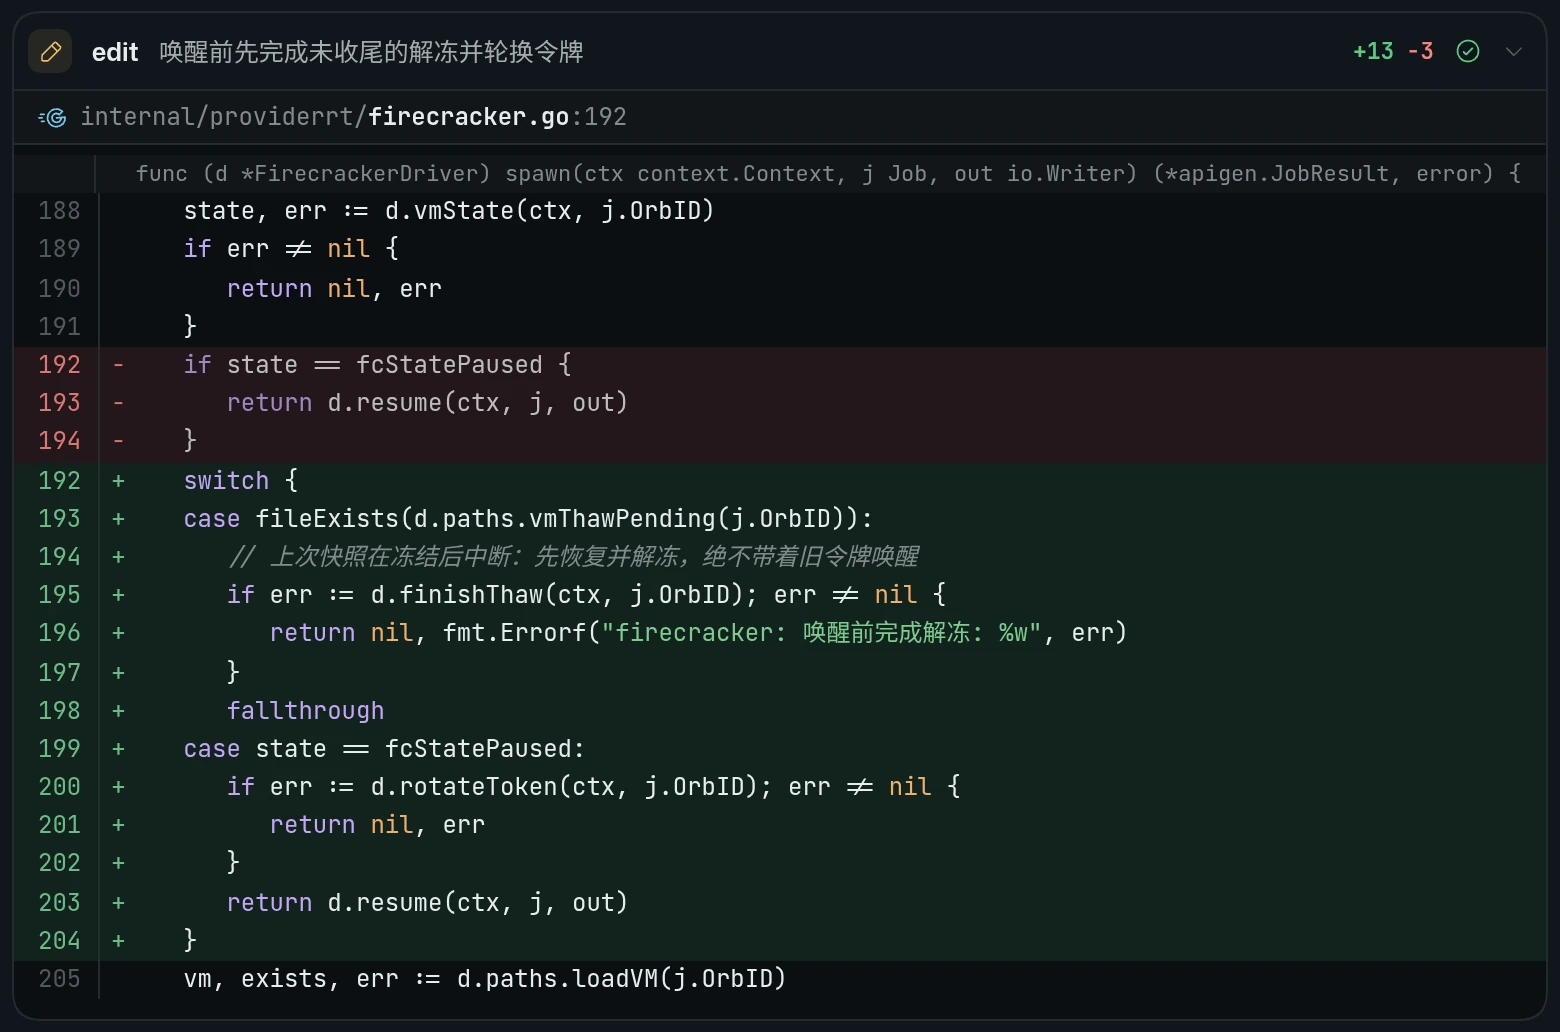 edit 唤醒前先完成未收尾的解冻并轮换令牌 +13 -3
internal/providerrt/firecracker.go:192
func (d *FirecrackerDriver) spawn(ctx context.Context, j Job, out io.Writer) (*apigen.JobResult, error) {
188 state, err := d.vmState(ctx, j.OrbID)
189 if err != nil {
190 return nil, err
191 }
192 - if state == fcStatePaused {
193 - return d.resume(ctx, j, out)
194 - }
192 + switch {
193 + case fileExists(d.paths.vmThawPending(j.OrbID)):
194 + // 上次快照在冻结后中断：先恢复并解冻，绝不带着旧令牌唤醒
195 + if err := d.finishThaw(ctx, j.OrbID); err != nil {
196 + return nil, fmt.Errorf("firecracker: 唤醒前完成解冻: %w", err)
197 + }
198 + fallthrough
199 + case state == fcStatePaused:
200 + if err := d.rotateToken(ctx, j.OrbID); err != nil {
201 + return nil, err
202 + }
203 + return d.resume(ctx, j, out)
204 + }
205 vm, exists, err := d.paths.loadVM(j.OrbID)